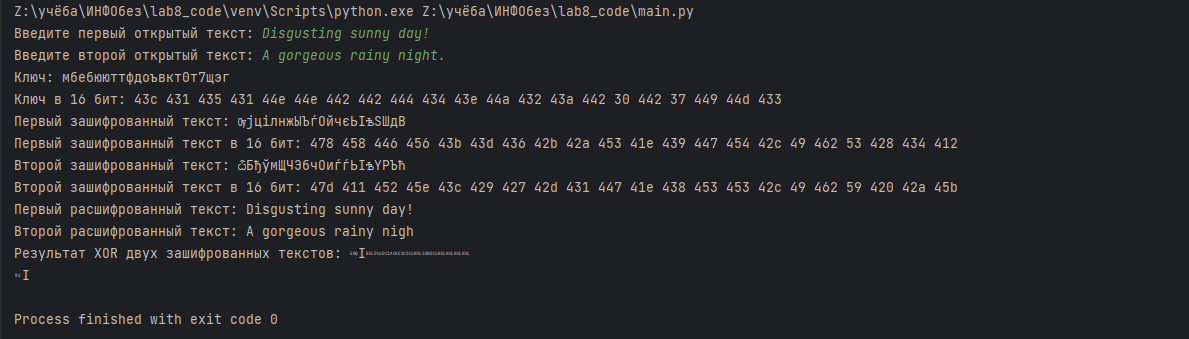 Z:\учёба\ИНФОбез\lab8_code\venv\Scripts\python.exe Z:\учёба\ИНФОбез\lab8_code\main.py
Введите первый открытый текст: Disgusting sunny day!
Введите второй открытый текст: A gorgeous rainy night.
Ключ: мбебююттфдоъвкт0т7щэг
Ключ в 16 бит: 43c 431 435 431 44e 44e 442 442 444 434 43e 44a 432 43a 442 30 442 37 449 44d 433
Первый зашифрованный текст: ѸјцілнжЫЪѓОйчєЬIѢSШдВ
Первый зашифрованный текст в 16 бит: 478 458 446 456 43b 43d 436 42b 42a 453 41e 439 447 454 42c 49 462 53 428 434 412
Второй зашифрованный текст: ѽБђўмЩЧЭбчОиѓѓЬIѢYРЪћ
Второй зашифрованный текст в 16 бит: 47d 411 452 45e 43c 429 427 42d 431 447 41e 438 453 453 42c 49 462 59 420 42a 45b
Первый расшифрованный текст: Disgusting sunny day!
Второй расшифрованный текст: A gorgeous rainy nigh
Результат XOR двух зашифрованных текстов: I
I
Process finished with exit code 0